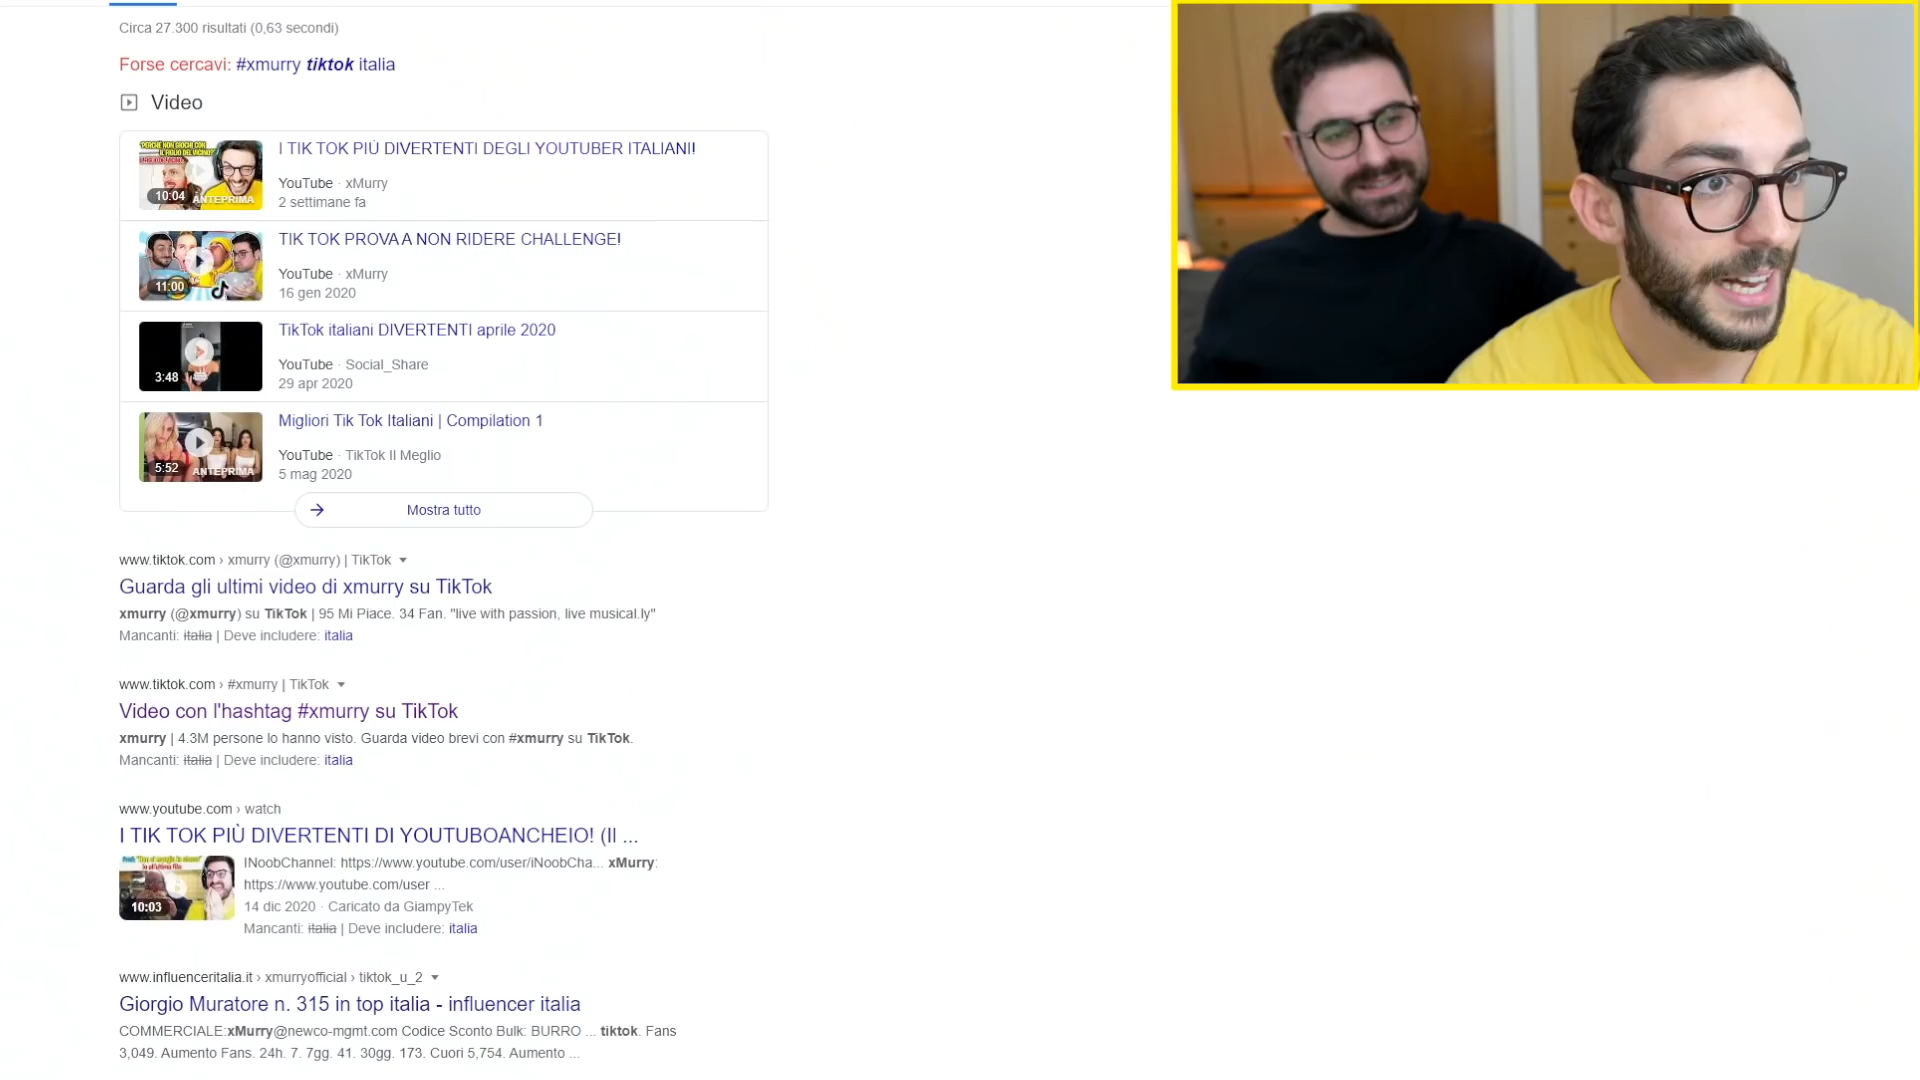 Circa 27.300 risultati (0,63 secondi)
Forse cercavi: #xmurry tiktok italia
Video
I TIK TOK PIÙ DIVERTENTI DEGLI YOUTUBER ITALIANI!
YouTube · xMurry
2 settimane fa
10:04 ANTEPRIMA
TIK TOK PROVA A NON RIDERE CHALLENGE!
YouTube · xMurry
16 gen 2020
11:00
TikTok italiani DIVERTENTI aprile 2020
YouTube · Social_Share
29 apr 2020
3:48
Migliori Tik Tok Italiani | Compilation 1
YouTube · TikTok Il Meglio
5 mag 2020
5:52 ANTEPRIMA
Mostra tutto
www.tiktok.com › xmurry (@xmurry) | TikTok
Guarda gli ultimi video di xmurry su TikTok
xmurry (@xmurry) su TikTok | 95 Mi Piace. 34 Fan. "live with passion, live musical.ly"
Mancanti: italia | Deve includere: italia
www.tiktok.com › #xmurry | TikTok
Video con l'hashtag #xmurry su TikTok
xmurry | 4.3M persone lo hanno visto. Guarda video brevi con #xmurry su TikTok.
Mancanti: italia | Deve includere: italia
www.youtube.com › watch
I TIK TOK PIÙ DIVERTENTI DI YOUTUBOANCHEIO! (Il ...
INoobChannel: https://www.youtube.com/user/iNoobCha... xMurry:
https://www.youtube.com/user ...
14 dic 2020 · Caricato da GiampyTek
Mancanti: italia | Deve includere: italia
10:03
www.influenceritalia.it › xmurryofficial › tiktok_u_2
Giorgio Muratore n. 315 in top italia - influencer italia
COMMERCIALE:xMurry@newco-mgmt.com Codice Sconto Bulk: BURRO ... tiktok. Fans
3,049. Aumento Fans. 24h. 7. 7gg. 41. 30gg. 173. Cuori 5,754. Aumento ...